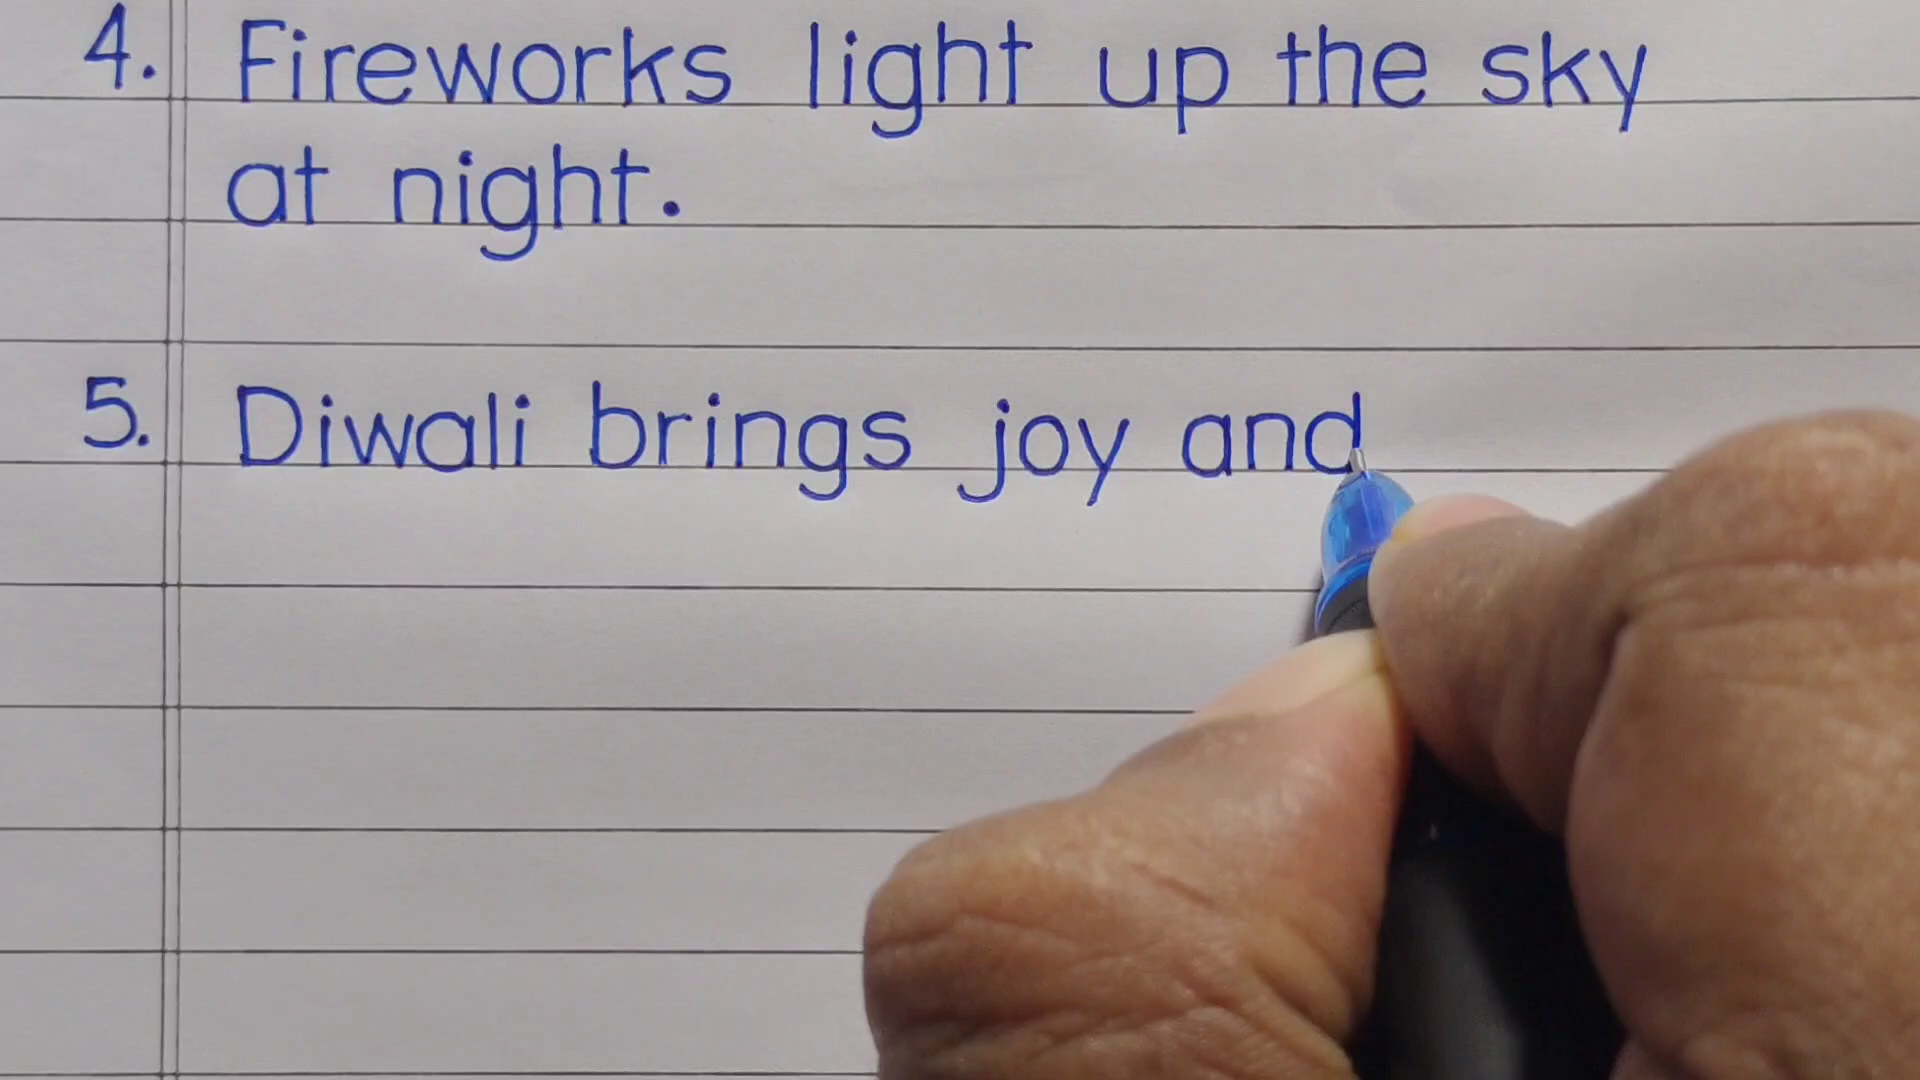 4. Fireworks light up the sky
at night.
5. Diwali brings joy and